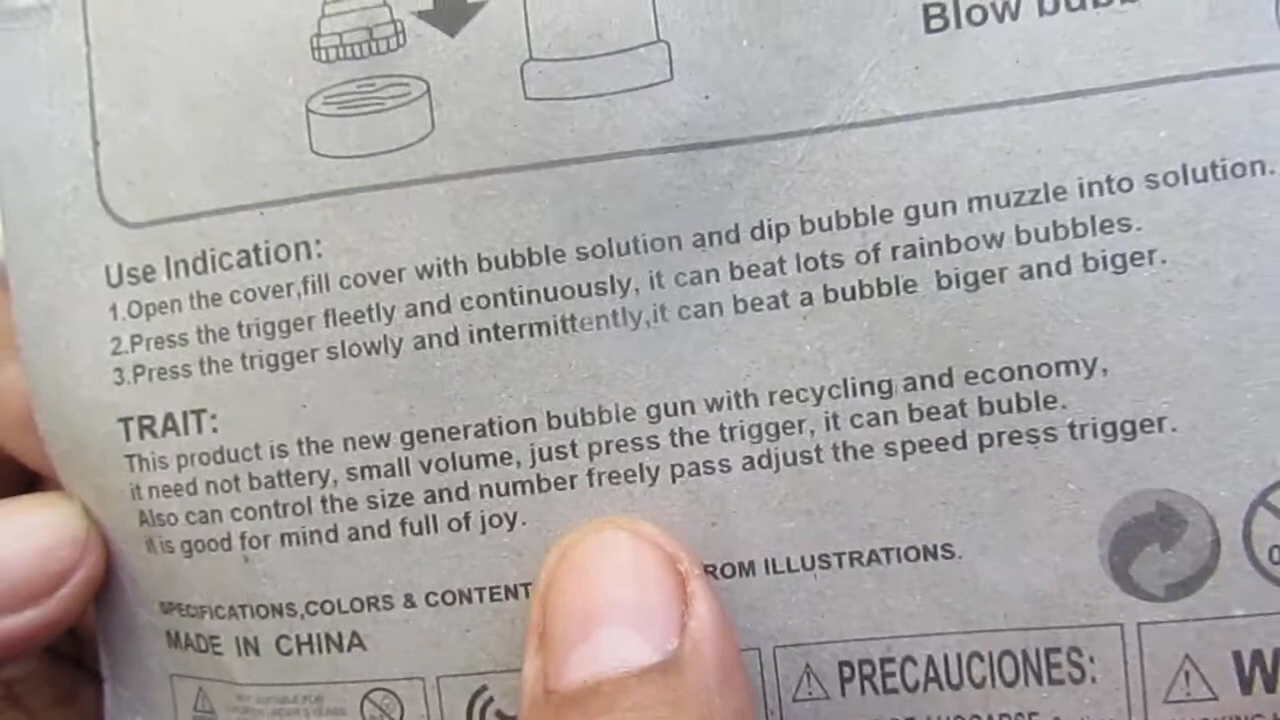 Blow
Use Indication:
1.Open the cover,fill cover with bubble solution and dip bubble gun muzzle into solution.
2.Press the trigger fleetly and continuously, it can beat lots of rainbow bubbles.
3.Press the trigger slowly and intermittently,it can beat a bubble biger and biger.
TRAIT:
This product is the new generation bubble gun with recycling and economy,
it need not battery, small volume, just press the trigger, it can beat buble.
Also can control the size and number freely pass adjust the speed press trigger.
it is good for mind and full of joy.
SPECIFICATIONS,COLORS & CONTENT ROM ILLUSTRATIONS.
MADE IN CHINA
PRECAUCIONES:
W